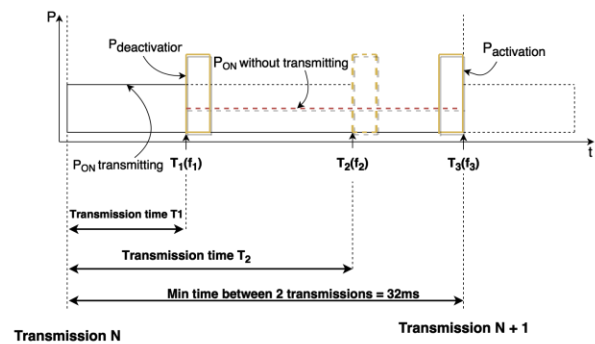 P
Pdeactivatior
PON without transmitting
Pactivation
t
PON transmitting
T1(f1)
T2(f2)
T3(f3)
Transmission time T1
Transmission time T2
Min time between 2 transmissions = 32ms
Transmission N
Transmission N + 1